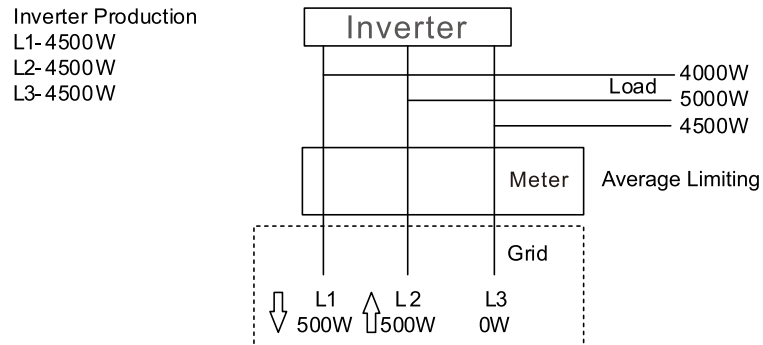 Inverter Production
L1-4500W
L2-4500W
L3-4500W
Inverter
4000W
Load
5000W
4500W
Meter
Average Limiting
Grid
L1 L2 L3
500W 500W 0W